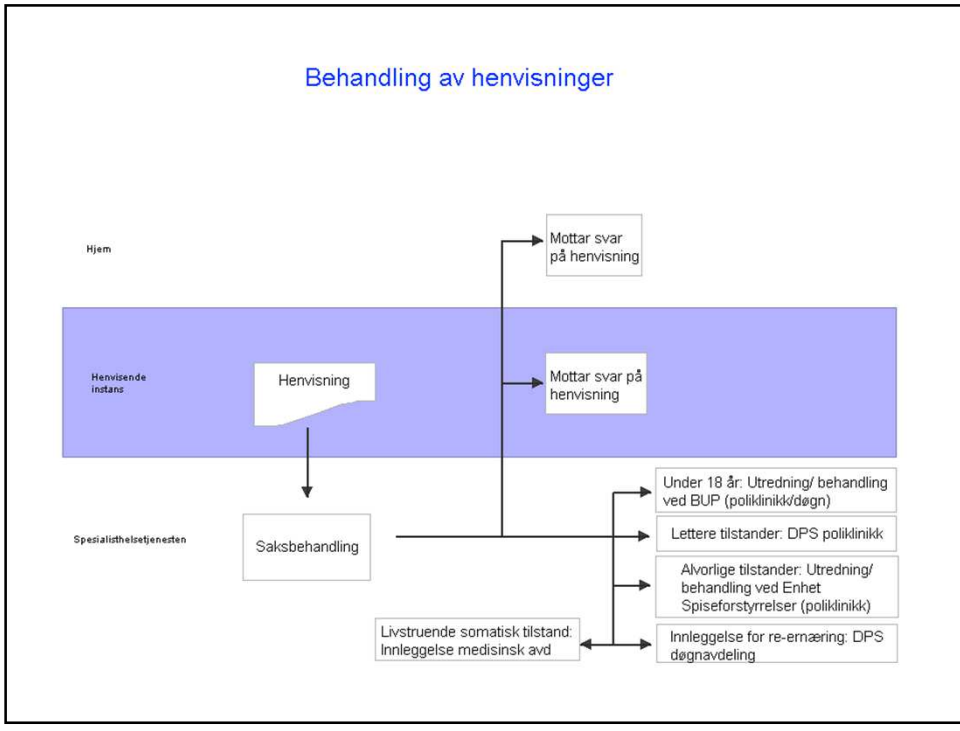 Behandling av henvisninger
Hjem
Mottar svar
på henvisning
Henvisende
instans
Henvisning
Mottar svar på
henvisning
Spesialisthelsetjenesten
Saksbehandling
Under 18 år: Utredning/ behandling
ved BUP (poliklinikk/døgn)
Lettere tilstander: DPS poliklinikk
Alvorlige tilstander: Utredning/
behandling ved Enhet
Spiseforstyrrelser (poliklinikk)
Livstruende somatisk tilstand:
Innleggelse medisinsk avd
Innleggelse for re-ernæring: DPS
døgnavdeling